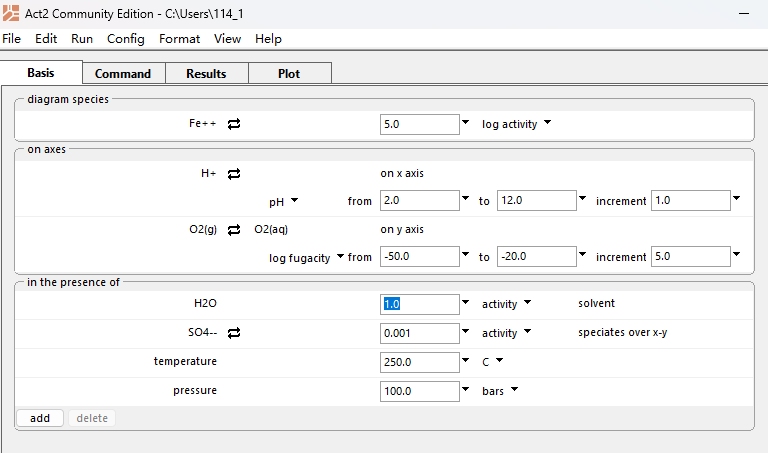 Act2 Community Edition - C:\Users\114_1
File Edit Run Config Format View Help
Basis Command Results Plot
diagram species
Fe++ 5.0 log activity
on axes
H+ on x axis
pH from 2.0 to 12.0 increment 1.0
O2(g) O2(aq) on y axis
log fugacity from -50.0 to -20.0 increment 5.0
in the presence of
H2O 1.0 activity solvent
SO4-- 0.001 activity speciates over x-y
temperature 250.0 C
pressure 100.0 bars
add delete